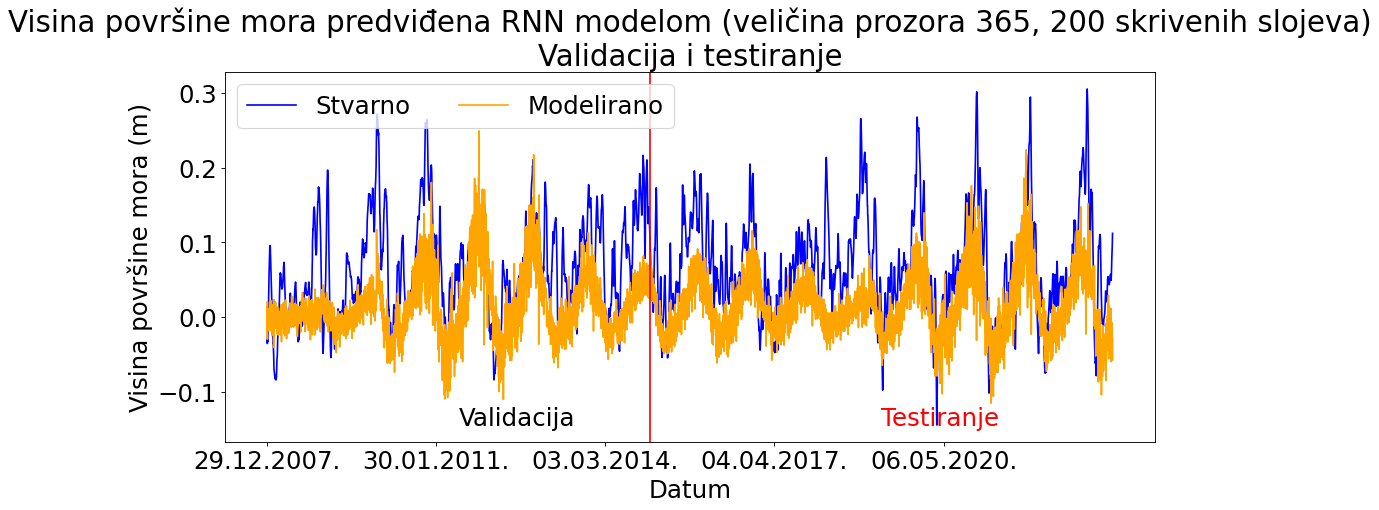 Visina površine mora predviđena RNN modelom (veličina prozora 365, 200 skrivenih slojeva)
Validacija i testiranje
Stvarno
Modelirano
Visina površine mora (m)
0.3
0.2
0.1
0.0
−0.1
Validacija
Testiranje
29.12.2007.
30.01.2011.
03.03.2014.
04.04.2017.
06.05.2020.
Datum